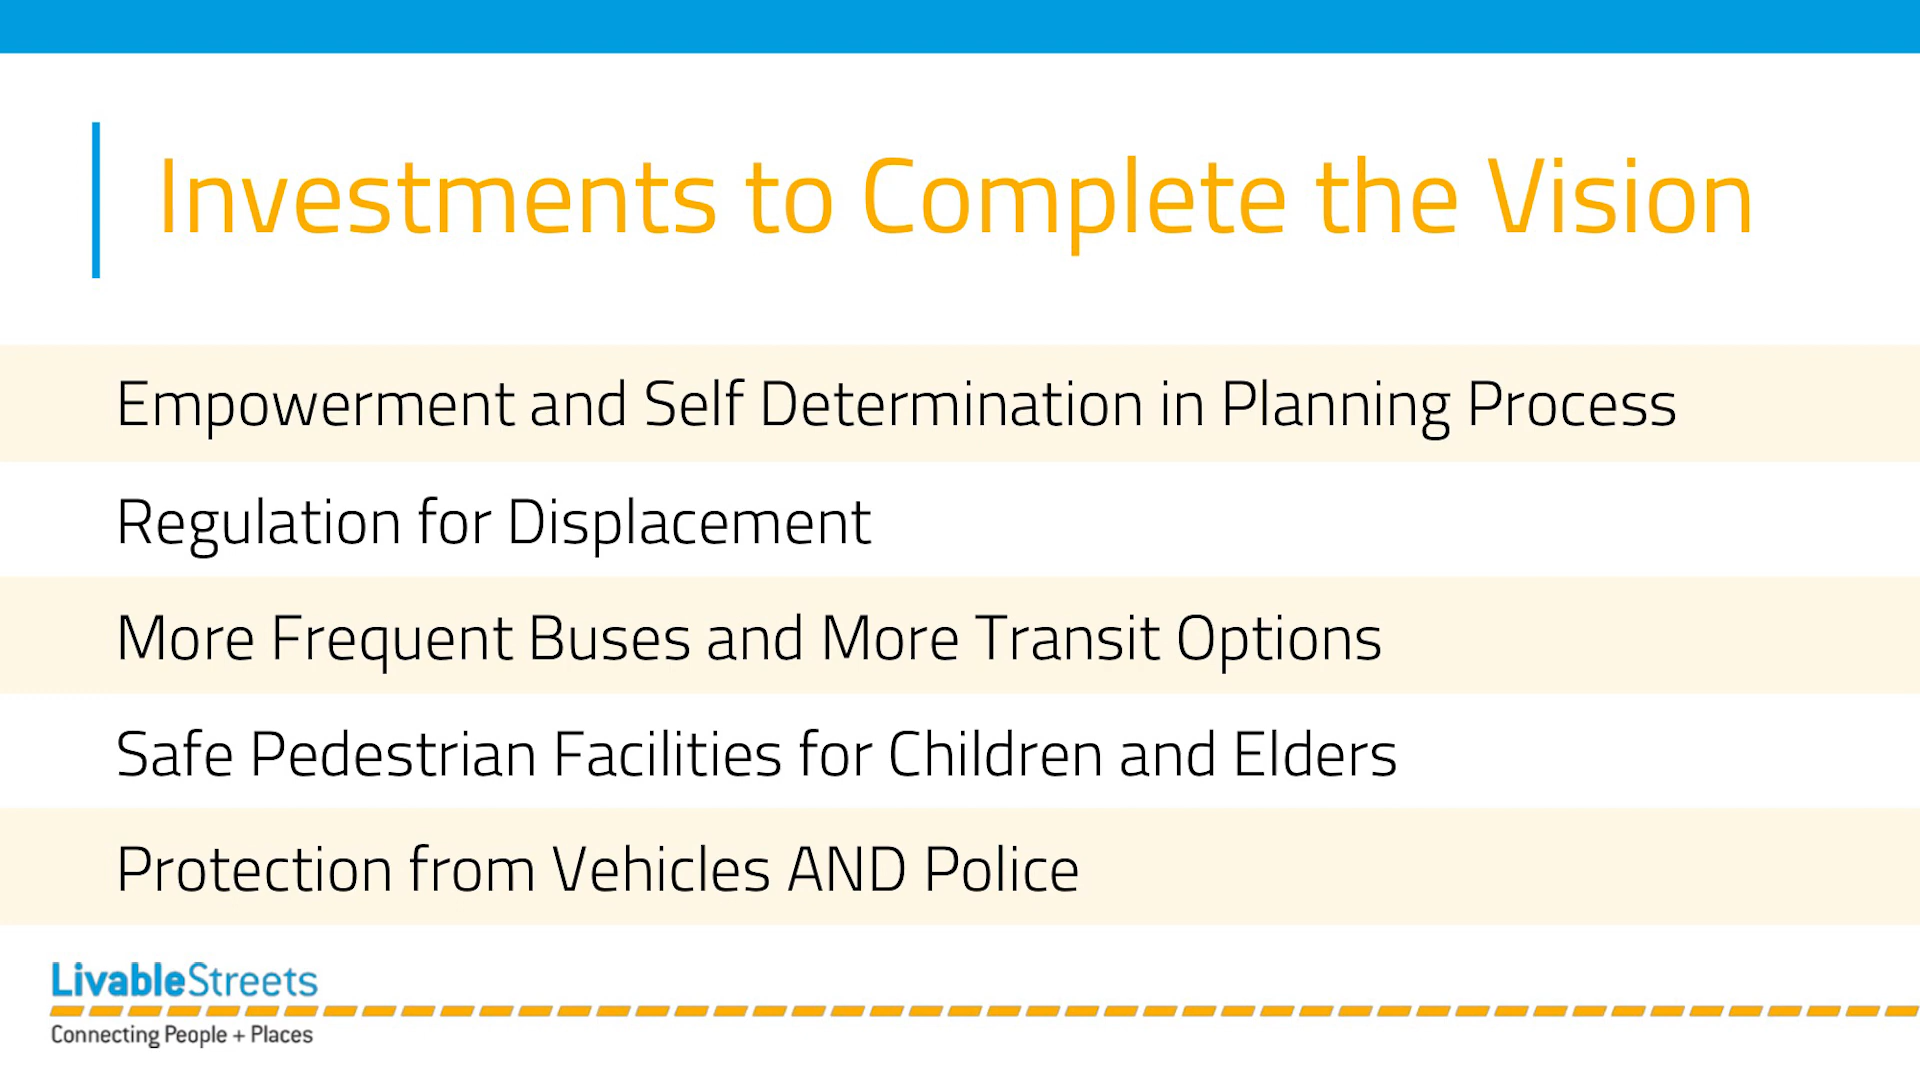 Investments to Complete the Vision
Empowerment and Self Determination in Planning Process
Regulation for Displacement
More Frequent Buses and More Transit Options
Safe Pedestrian Facilities for Children and Elders
Protection from Vehicles AND Police
LivableStreets
Connecting People + Places